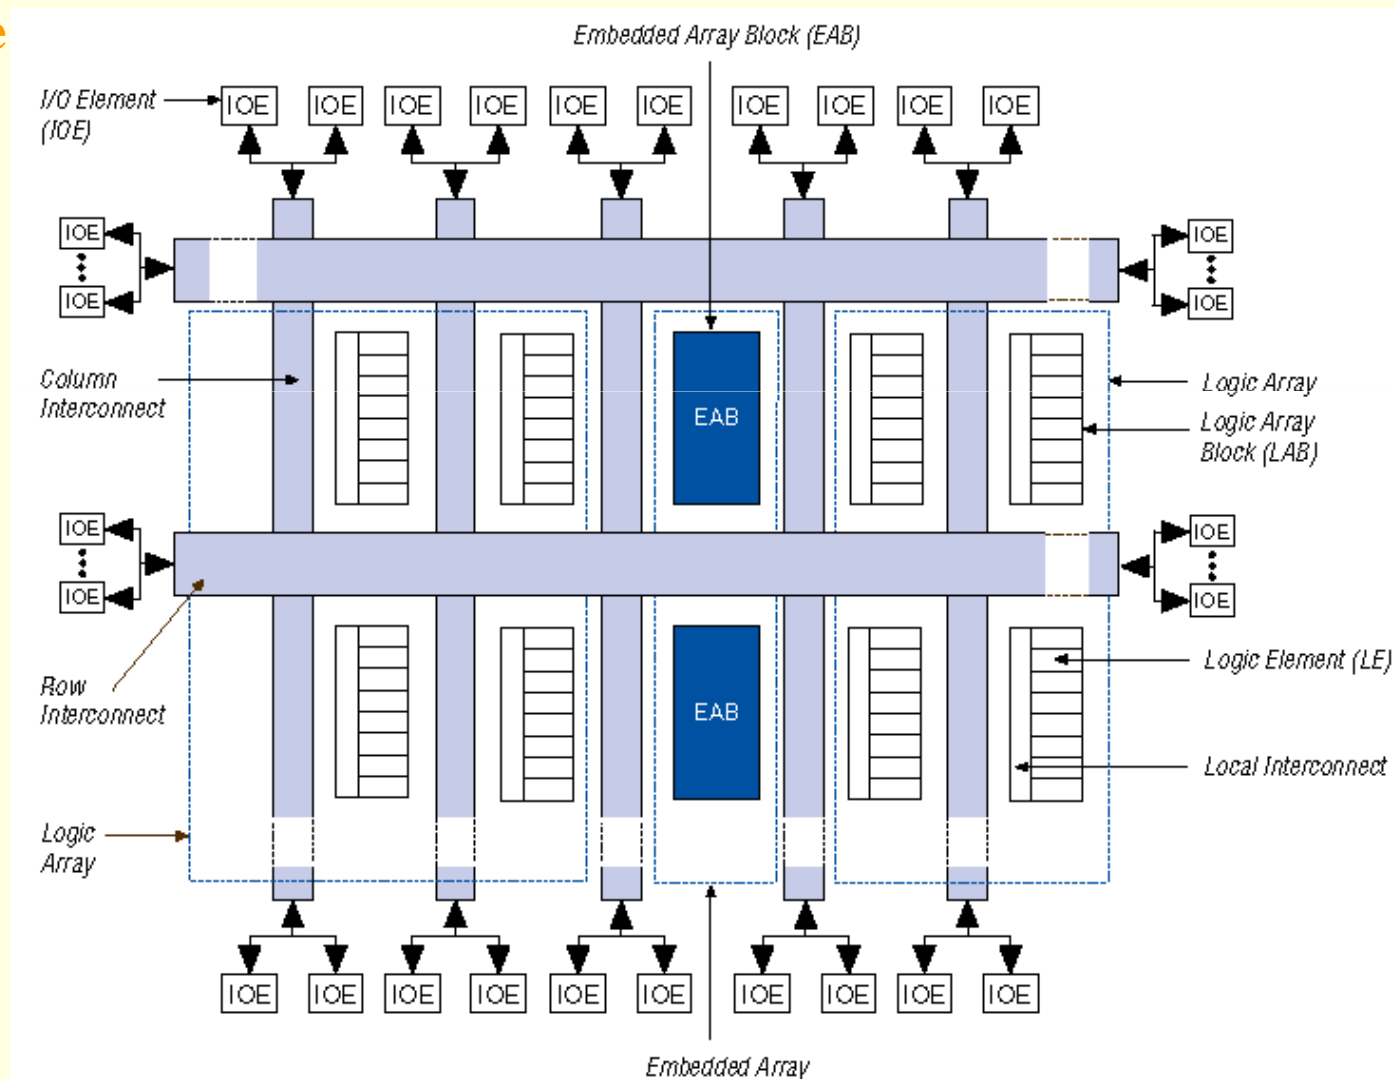 e
Embedded Array Block (EAB)
I/O Element
(IOE)
IOE IOE IOE IOE IOE IOE IOE IOE IOE IOE
IOE
IOE
IOE
IOE
Column
Interconnect
EAB
Logic Array
Logic Array
Block (LAB)
IOE
IOE
IOE
IOE
Row
Interconnect
EAB
Logic Element (LE)
Local Interconnect
Logic
Array
IOE IOE IOE IOE IOE IOE IOE IOE IOE IOE
Embedded Array